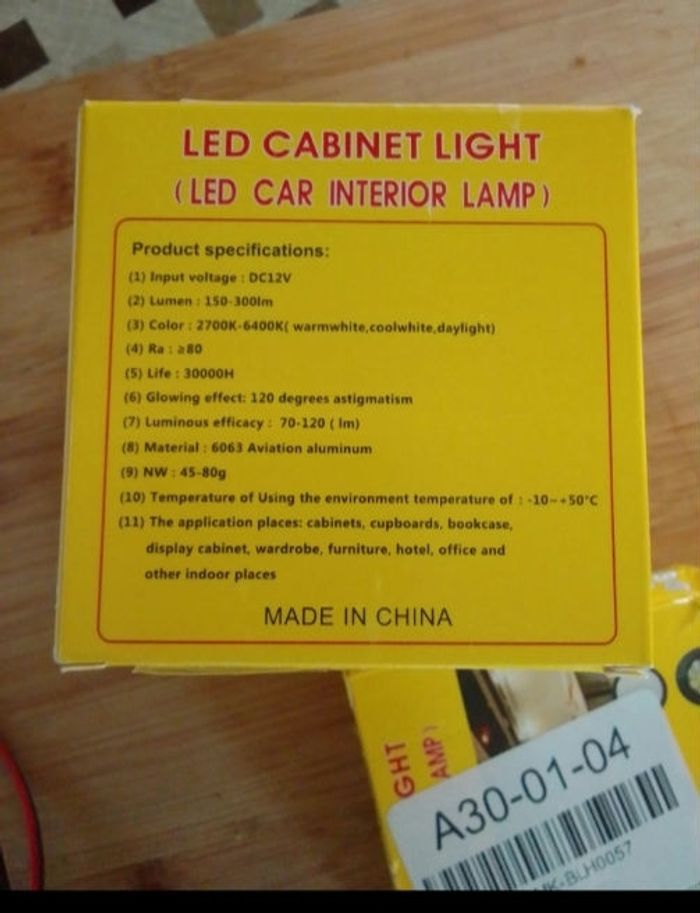 LED CABINET LIGHT
(LED CAR INTERIOR LAMP)
Product specifications:
(1) Input voltage : DC12V
(2) Lumen : 150-300lm
(3) Color : 2700K-6400K( warmwhite,coolwhite,daylight)
(4) Ra : ≥80
(5) Life : 30000H
(6) Glowing effect: 120 degrees astigmatism
(7) Luminous efficacy : 70-120 ( lm)
(8) Material : 6063 Aviation aluminum
(9) NW : 45-80g
(10) Temperature of Using the environment temperature of : -10~+50°C
(11) The application places: cabinets, cupboards, bookcase,
display cabinet, wardrobe, furniture, hotel, office and
other indoor places
MADE IN CHINA
GHT
AMP)
A30-01-04